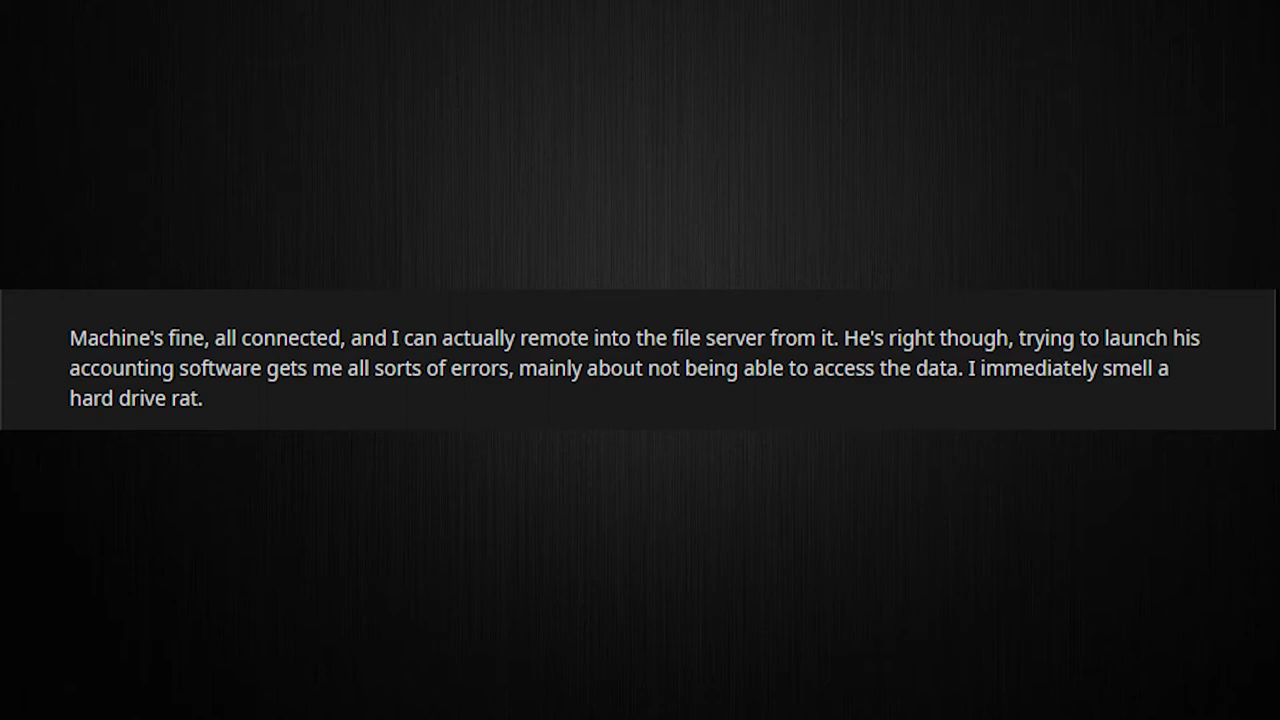 Machine's fine, all connected, and I can actually remote into the file server from it. He's right though, trying to launch his
accounting software gets me all sorts of errors, mainly about not being able to access the data. I immediately smell a
hard drive rat.